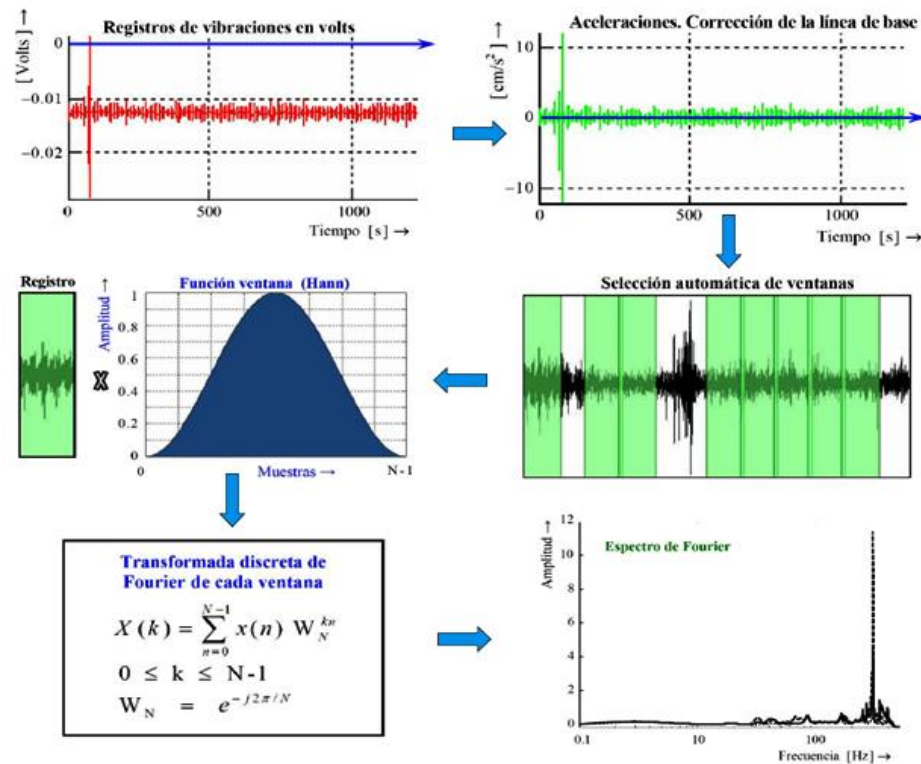 Registros de vibraciones en volts
[Volts] →
0
−0.01
−0.02
0
500
1000
Tiempo [s] →
Aceleraciones. Corrección de la línea de base
[cm/s²] →
10
0
−10
0
500
1000
Tiempo [s] →
Registro
X
Función ventana (Hann)
Amplitud →
1
0.8
0.6
0.4
0.2
0
0
Muestras →
N-1
Selección automática de ventanas
Transformada discreta de
Fourier de cada ventana
X(k) = ∑_{n=0}^{N−1} x(n) W_N^{kn}
0 ≤ k ≤ N-1
W_N = e^{−j2π/N}
Espectro de Fourier
Amplitud →
12
10
8
6
4
2
0
0.1
10
100
Frecuencia [Hz] →